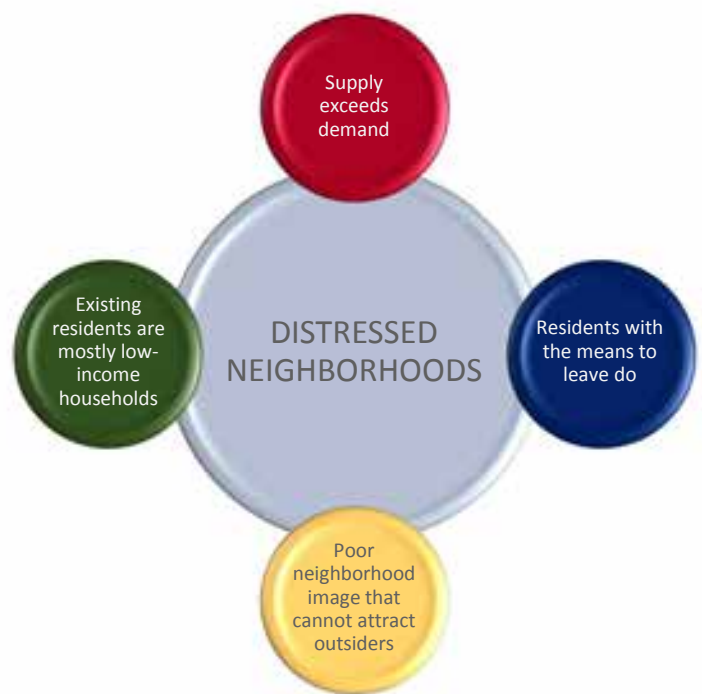 Supply
exceeds
demand
Existing
residents are
mostly low-
income
households
DISTRESSED
NEIGHBORHOODS
Residents with
the means to
leave do
Poor
neighborhood
image that
cannot attract
outsiders